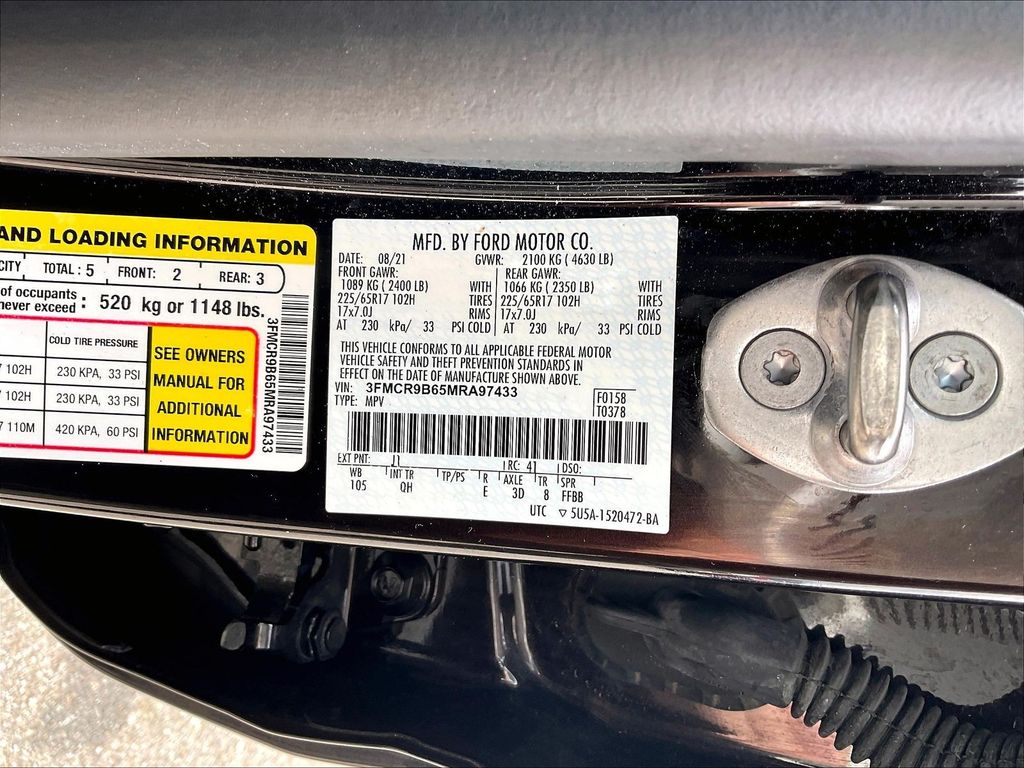 AND LOADING INFORMATION
CITY TOTAL : 5 FRONT: 2 REAR: 3
of occupants
never exceed : 520 kg or 1148 lbs.
COLD TIRE PRESSURE
7 102H 230 KPA, 33 PSI
7 102H 230 KPA, 33 PSI
7 110M 420 KPA, 60 PSI
SEE OWNERS
MANUAL FOR
ADDITIONAL
INFORMATION
3FMCR9B65MRA97433
MFD. BY FORD MOTOR CO.
DATE: 08/21 GVWR: 2100 KG ( 4630 LB)
FRONT GAWR: REAR GAWR:
1089 KG ( 2400 LB) WITH 1066 KG ( 2350 LB) WITH
225/65R17 102H TIRES 225/65R17 102H TIRES
17x7.0J RIMS 17x7.0J RIMS
AT 230 kPa/ 33 PSI COLD AT 230 kPa/ 33 PSI COLD
THIS VEHICLE CONFORMS TO ALL APPLICABLE FEDERAL MOTOR
VEHICLE SAFETY AND THEFT PREVENTION STANDARDS IN
EFFECT ON THE DATE OF MANUFACTURE SHOWN ABOVE.
VIN: 3FMCR9B65MRA97433 F0158
TYPE: MPV T0378
EXT PNT: J1 RC: 41 DSO:
WB INT TR TP/PS R AXLE TR SPR
105 QH E 3D 8 FFBB
UTC ▽ 5U5A-1520472-BA